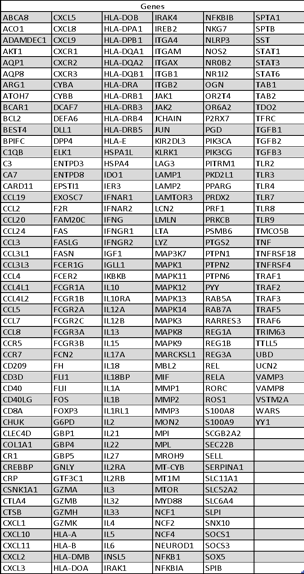 Genes
ABCA8 CXCL5 HLA-DOB IRAK4 NFKBIB SPTA1
ACO1 CXCL8 HLA-DPA1 IREB2 NKG7 SPTB
ADAMDEC1 CXCL9 HLA-DPB1 ITGA4 NLRP3 SST
AKT1 CXCR1 HLA-DQA1 ITGAM NOS2 STAT1
AQP1 CXCR2 HLA-DQA2 ITGAX NR0B2 STAT3
AQP8 CXCR3 HLA-DQB1 ITGB1 NR1I2 STAT6
ARG1 CYBA HLA-DRA ITGB2 OGN TAB1
ATOH7 CYBB HLA-DRB1 JAK1 OR2T4 TAB2
BCAR1 DCAF7 HLA-DRB3 JAK2 OR6A2 TDO2
BCL2 DEFA6 HLA-DRB4 JCHAIN P2RX7 TFRC
BEST4 DLL1 HLA-DRB5 JUN PGD TGFB1
BPIFC DPP4 HLA-E KIR2DL3 PIK3CA TGFB2
C1QB ELK1 HSPA1L KLRK1 PIK3CG TGFB3
C3 ENTPD3 HSPA4 LAG3 PITRM1 TLR2
CA7 ENTPD8 IDO1 LAMP1 PKD2L1 TLR3
CARD11 EPSTI1 IER3 LAMP2 PPARG TLR4
CCL19 EXOSC7 IFNAR1 LAMTOR3 PRDX2 TLR7
CCL2 F2R IFNAR2 LCN2 PRF1 TLR8
CCL20 FAM20C IFNG LMLN PRKCB TLR9
CCL24 FAS IFNGR1 LTA PSMB6 TMCO5B
CCL3 FASLG IFNGR2 LYZ PTGS2 TNF
CCL3L1 FASN IGF1 MAP3K7 PTPN1 TNFRSF18
CCL3L3 FCER1G IGLL1 MAPK1 PTPN2 TNFRSF4
CCL4 FCER2 IKBKB MAPK11 PTPN6 TRAF1
CCL4L1 FCGR1A IL10 MAPK12 PYY TRAF2
CCL4L2 FCGR1B IL10RA MAPK13 RAB5A TRAF3
CCL5 FCGR2A IL12A MAPK14 RAB7A TRAF5
CCL7 FCGR2C IL12B MAPK3 RARRES3 TRAF6
CCL8 FCGR3A IL13 MAPK8 REG1A TRIM63
CCR5 FCGR3B IL15 MAPK9 REG1B TTLL5
CCR7 FCN2 IL17A MARCKSL1 REG3A UBD
CD209 FH IL18 MBL2 REL UCN2
CD3D FLI1 IL18BP MIF RELA VAMP3
CD40 FLII IL1A MMP1 RORC VAMP8
CD40LG FOS IL1B MMP2 ROS1 VSTM2A
CD8A FOXP3 IL1RL1 MMP3 S100A8 WARS
CHUK G6PD IL2 MON2 S100A9 YY1
CLEC4D GBP1 IL21 MPI SCGB2A2
COL1A1 GBP4 IL22 MPL SEC22B
CR1 GBP5 IL27 MROH9 SELL
CREBBP GNLY IL2RA MT-CYB SERPINA1
CRP GTF3C1 IL2RB MT1M SLC11A1
CSNK1A1 GZMA IL3 MTOR SLC52A2
CTLA4 GZMB IL32 MYD88 SLC6A4
CTSB GZMH IL33 NCF1 SLPI
CXCL1 GZMK IL4 NCF2 SNX10
CXCL10 HLA-A IL5 NCF4 SOCS1
CXCL11 HLA-B IL6 NEUROD1 SOCS3
CXCL2 HLA-DMB INSL5 NFKB1 SOX5
CXCL3 HLA-DOA IRAK1 NFKBIA SPIB